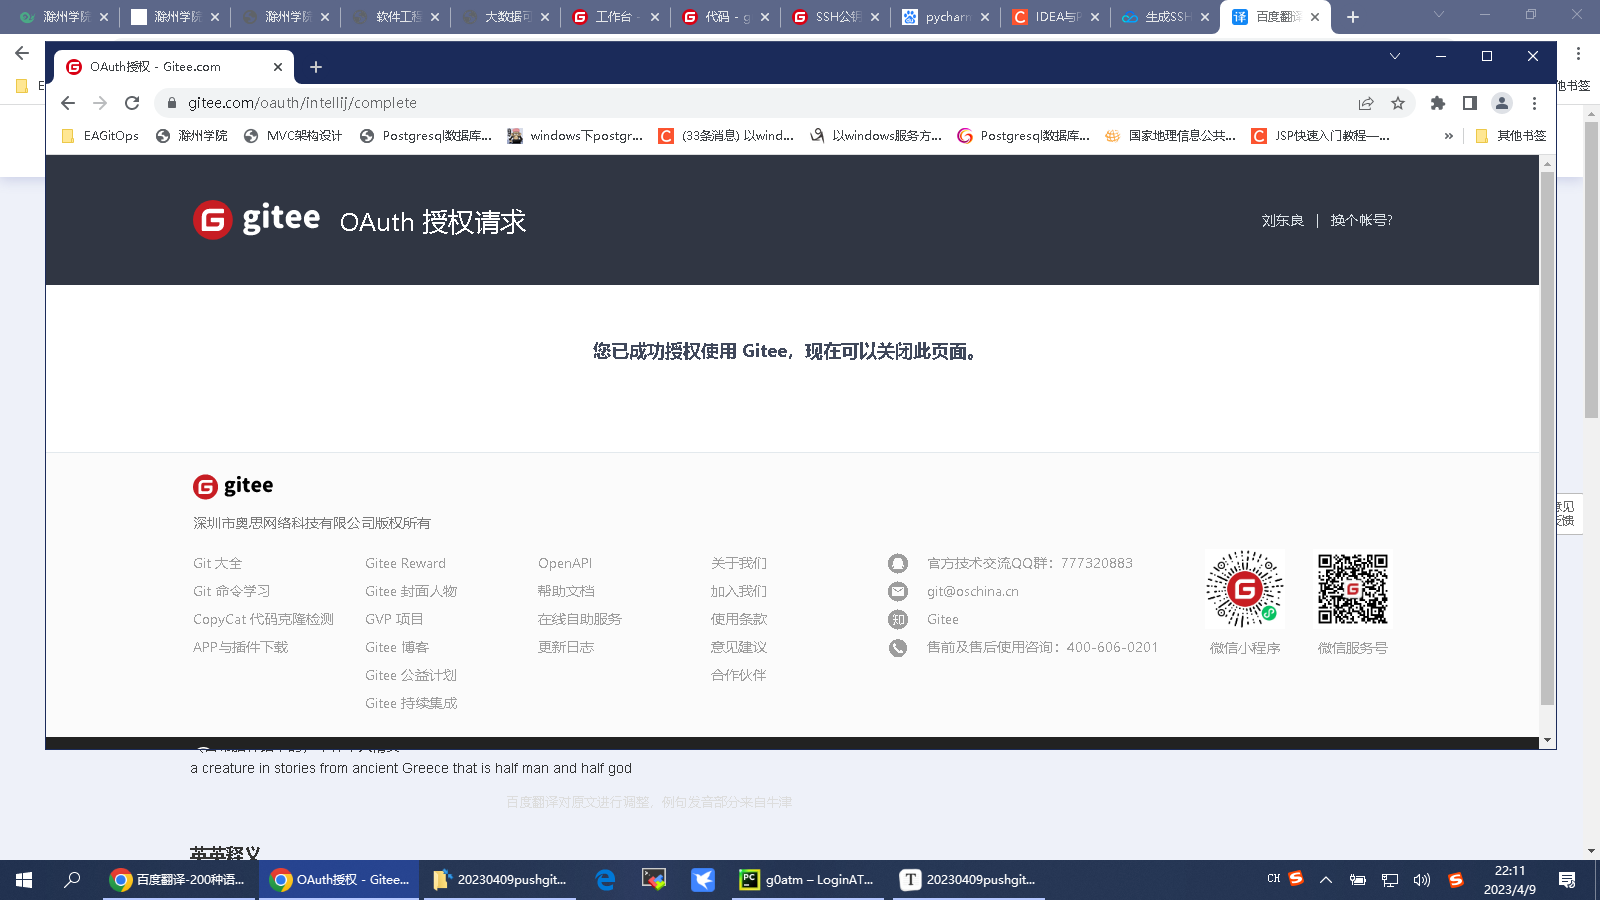 滁州学院
滁州学院
滁州学院
软件工程
大数据可
工作台 -
代码 - g
SSH公钥
pycharm
IDEA与P
生成SSH
百度翻译
OAuth授权 - Gitee.com
gitee.com/oauth/intellij/complete
EAGitOps
滁州学院
MVC架构设计
Postgresql数据库...
windows下postgr...
(33条消息) 以wind...
以windows服务方...
Postgresql数据库...
国家地理信息公共...
JSP快速入门教程—...
»
其他书签
他书签
gitee
OAuth 授权请求
刘东良 | 换个帐号?
您已成功授权使用 Gitee，现在可以关闭此页面。
意见
反馈
gitee
深圳市奥思网络科技有限公司版权所有
Git 大全
Git 命令学习
CopyCat 代码克隆检测
APP与插件下载
Gitee Reward
Gitee 封面人物
GVP 项目
Gitee 博客
Gitee 公益计划
Gitee 持续集成
OpenAPI
帮助文档
在线自助服务
更新日志
关于我们
加入我们
使用条款
意见建议
合作伙伴
官方技术交流QQ群：777320883
git@oschina.cn
知 Gitee
售前及售后使用咨询：400-606-0201
微信小程序
微信服务号
a creature in stories from ancient Greece that is half man and half god
百度翻译对原文进行调整，例句发音部分来自牛津
英英释义
百度翻译-200种语...
OAuth授权 - Gitee...
20230409pushgit...
g0atm – LoginAT...
20230409pushgit...
CH
22:11
2023/4/9